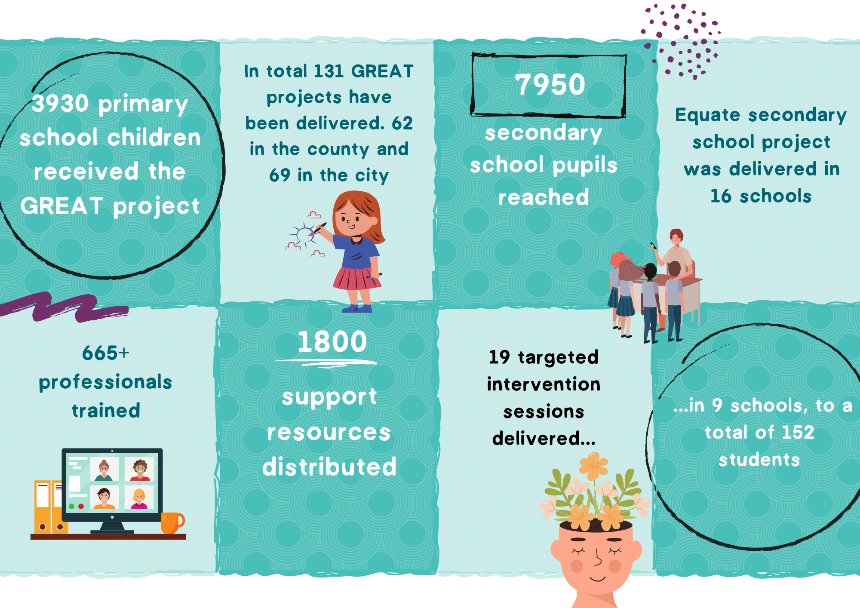 3930 primary
school children
received the
GREAT project
In total 131 GREAT
projects have
been delivered. 62
in the county and
69 in the city
7950
secondary
school pupils
reached
Equate secondary
school project
was delivered in
16 schools
665+
professionals
trained
1800
support
resources
distributed
19 targeted
intervention
sessions
delivered...
...in 9 schools, to a
total of 152
students